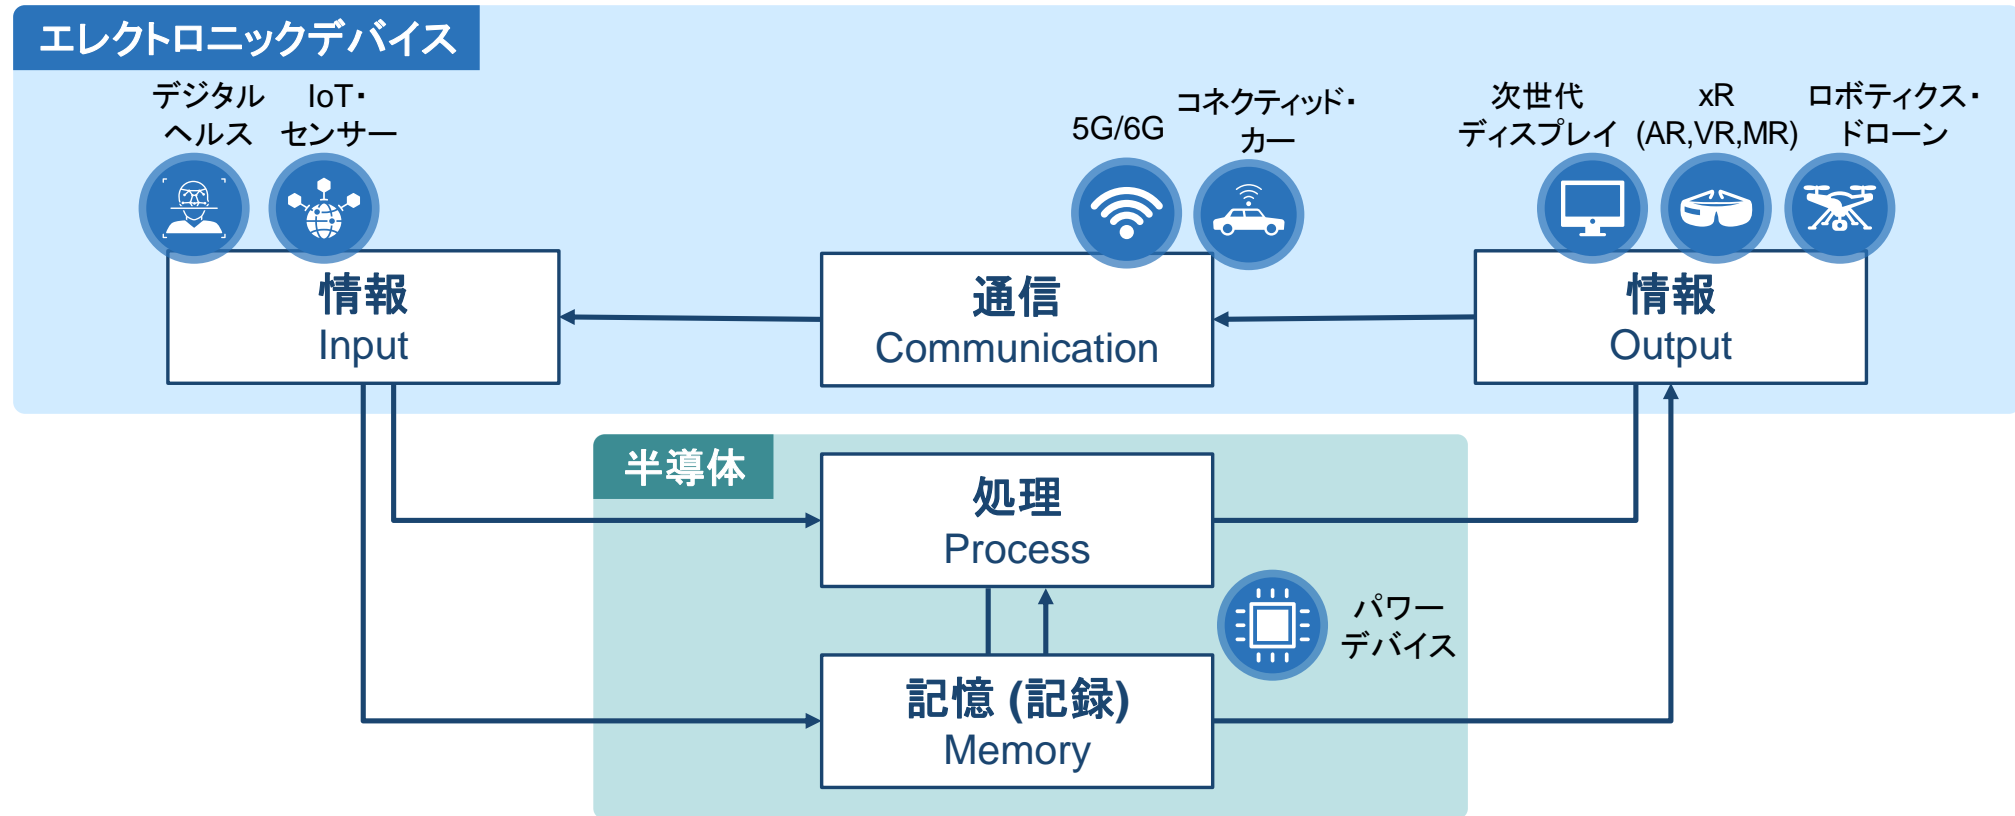 エレクトロニックデバイス
デジタル
ヘルス
IoT・
センサー
5G/6G
コネクティッド・
カー
次世代
ディスプレイ
xR
(AR,VR,MR)
ロボティクス・
ドローン
情報
Input
通信
Communication
情報
Output
半導体
処理
Process
パワー
デバイス
記憶 (記録)
Memory